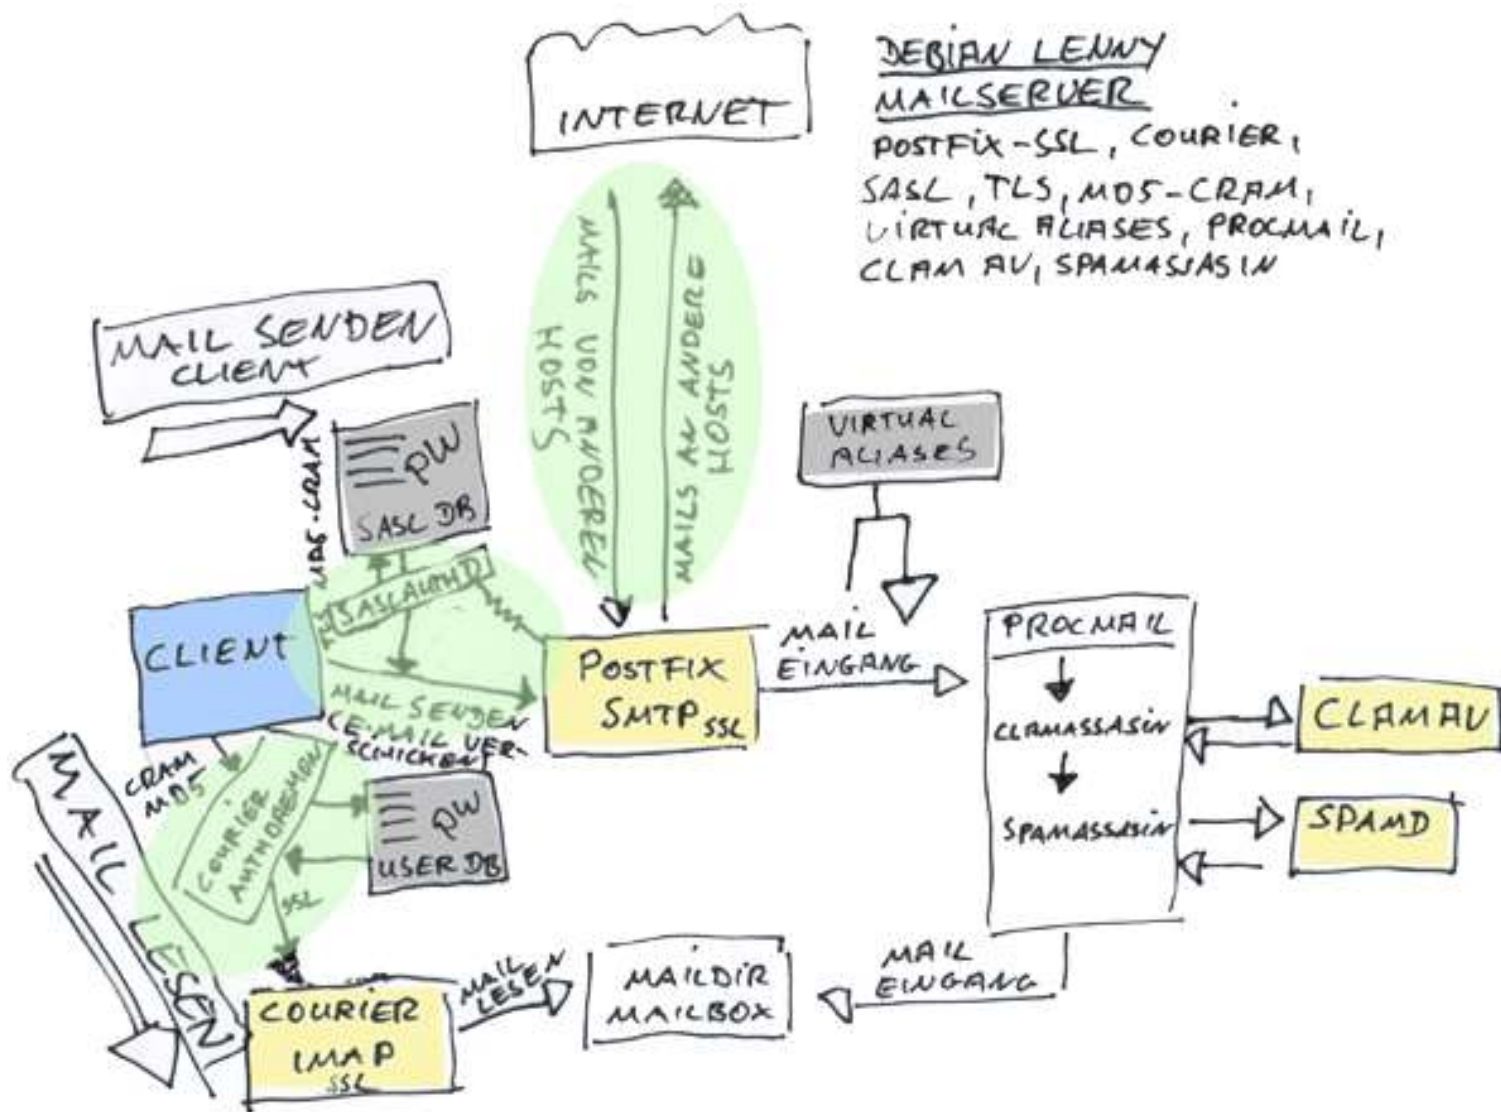 DEBIAN LENNY
MAILSERVER
POSTFIX-SSL, COURIER,
SASL, TLS, MD5-CRAM,
VIRTUAL ALIASES, PROCMAIL,
CLAM AV, SPAMASSASIN
INTERNET
MAILS VON ANDEREN
HOSTS
MAILS AN ANDERE
HOSTS
MAIL SENDEN
CLIENT
MD5-CRAM
PW
SASL DB
SASLAUTHD
VIRTUAL
ALIASES
CLIENT
MAIL SENDEN
(E-MAIL VER-
SCHICKEN
POSTFIX
SMTP SSL
MAIL
EINGANG
PROCMAIL
CLAMASSASIN
SPAMASSASIN
CLAMAV
SPAMD
MAIL LESEN
CRAM
MD5
COURIER
PW
USER DB
SSL
COURIER
IMAP
SSL
MAIL
LESEN
MAILDIR
MAILBOX
MAIL
EINGANG